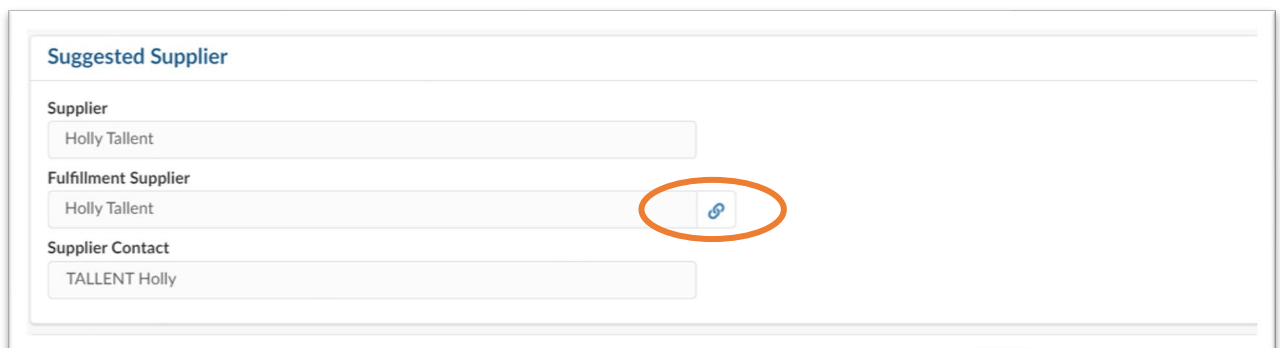 Suggested Supplier
Supplier
Holly Tallent
Fulfillment Supplier
Holly Tallent
Supplier Contact
TALLENT Holly